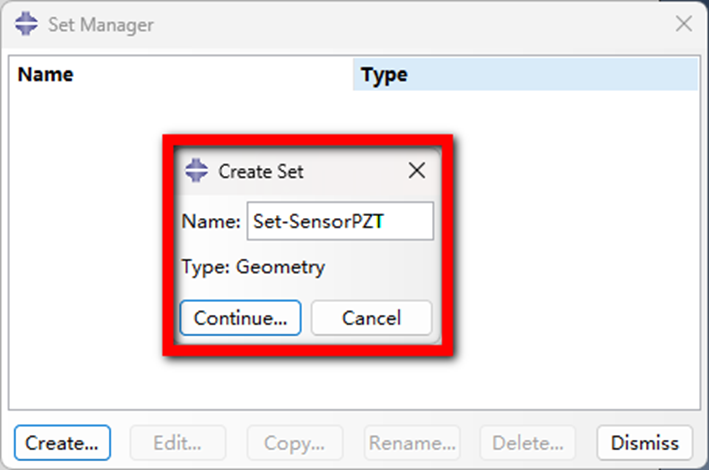 Set Manager
Name Type
Create Set
Name: Set-SensorPZT
Type: Geometry
Continue... Cancel
Create... Edit... Copy... Rename... Delete... Dismiss